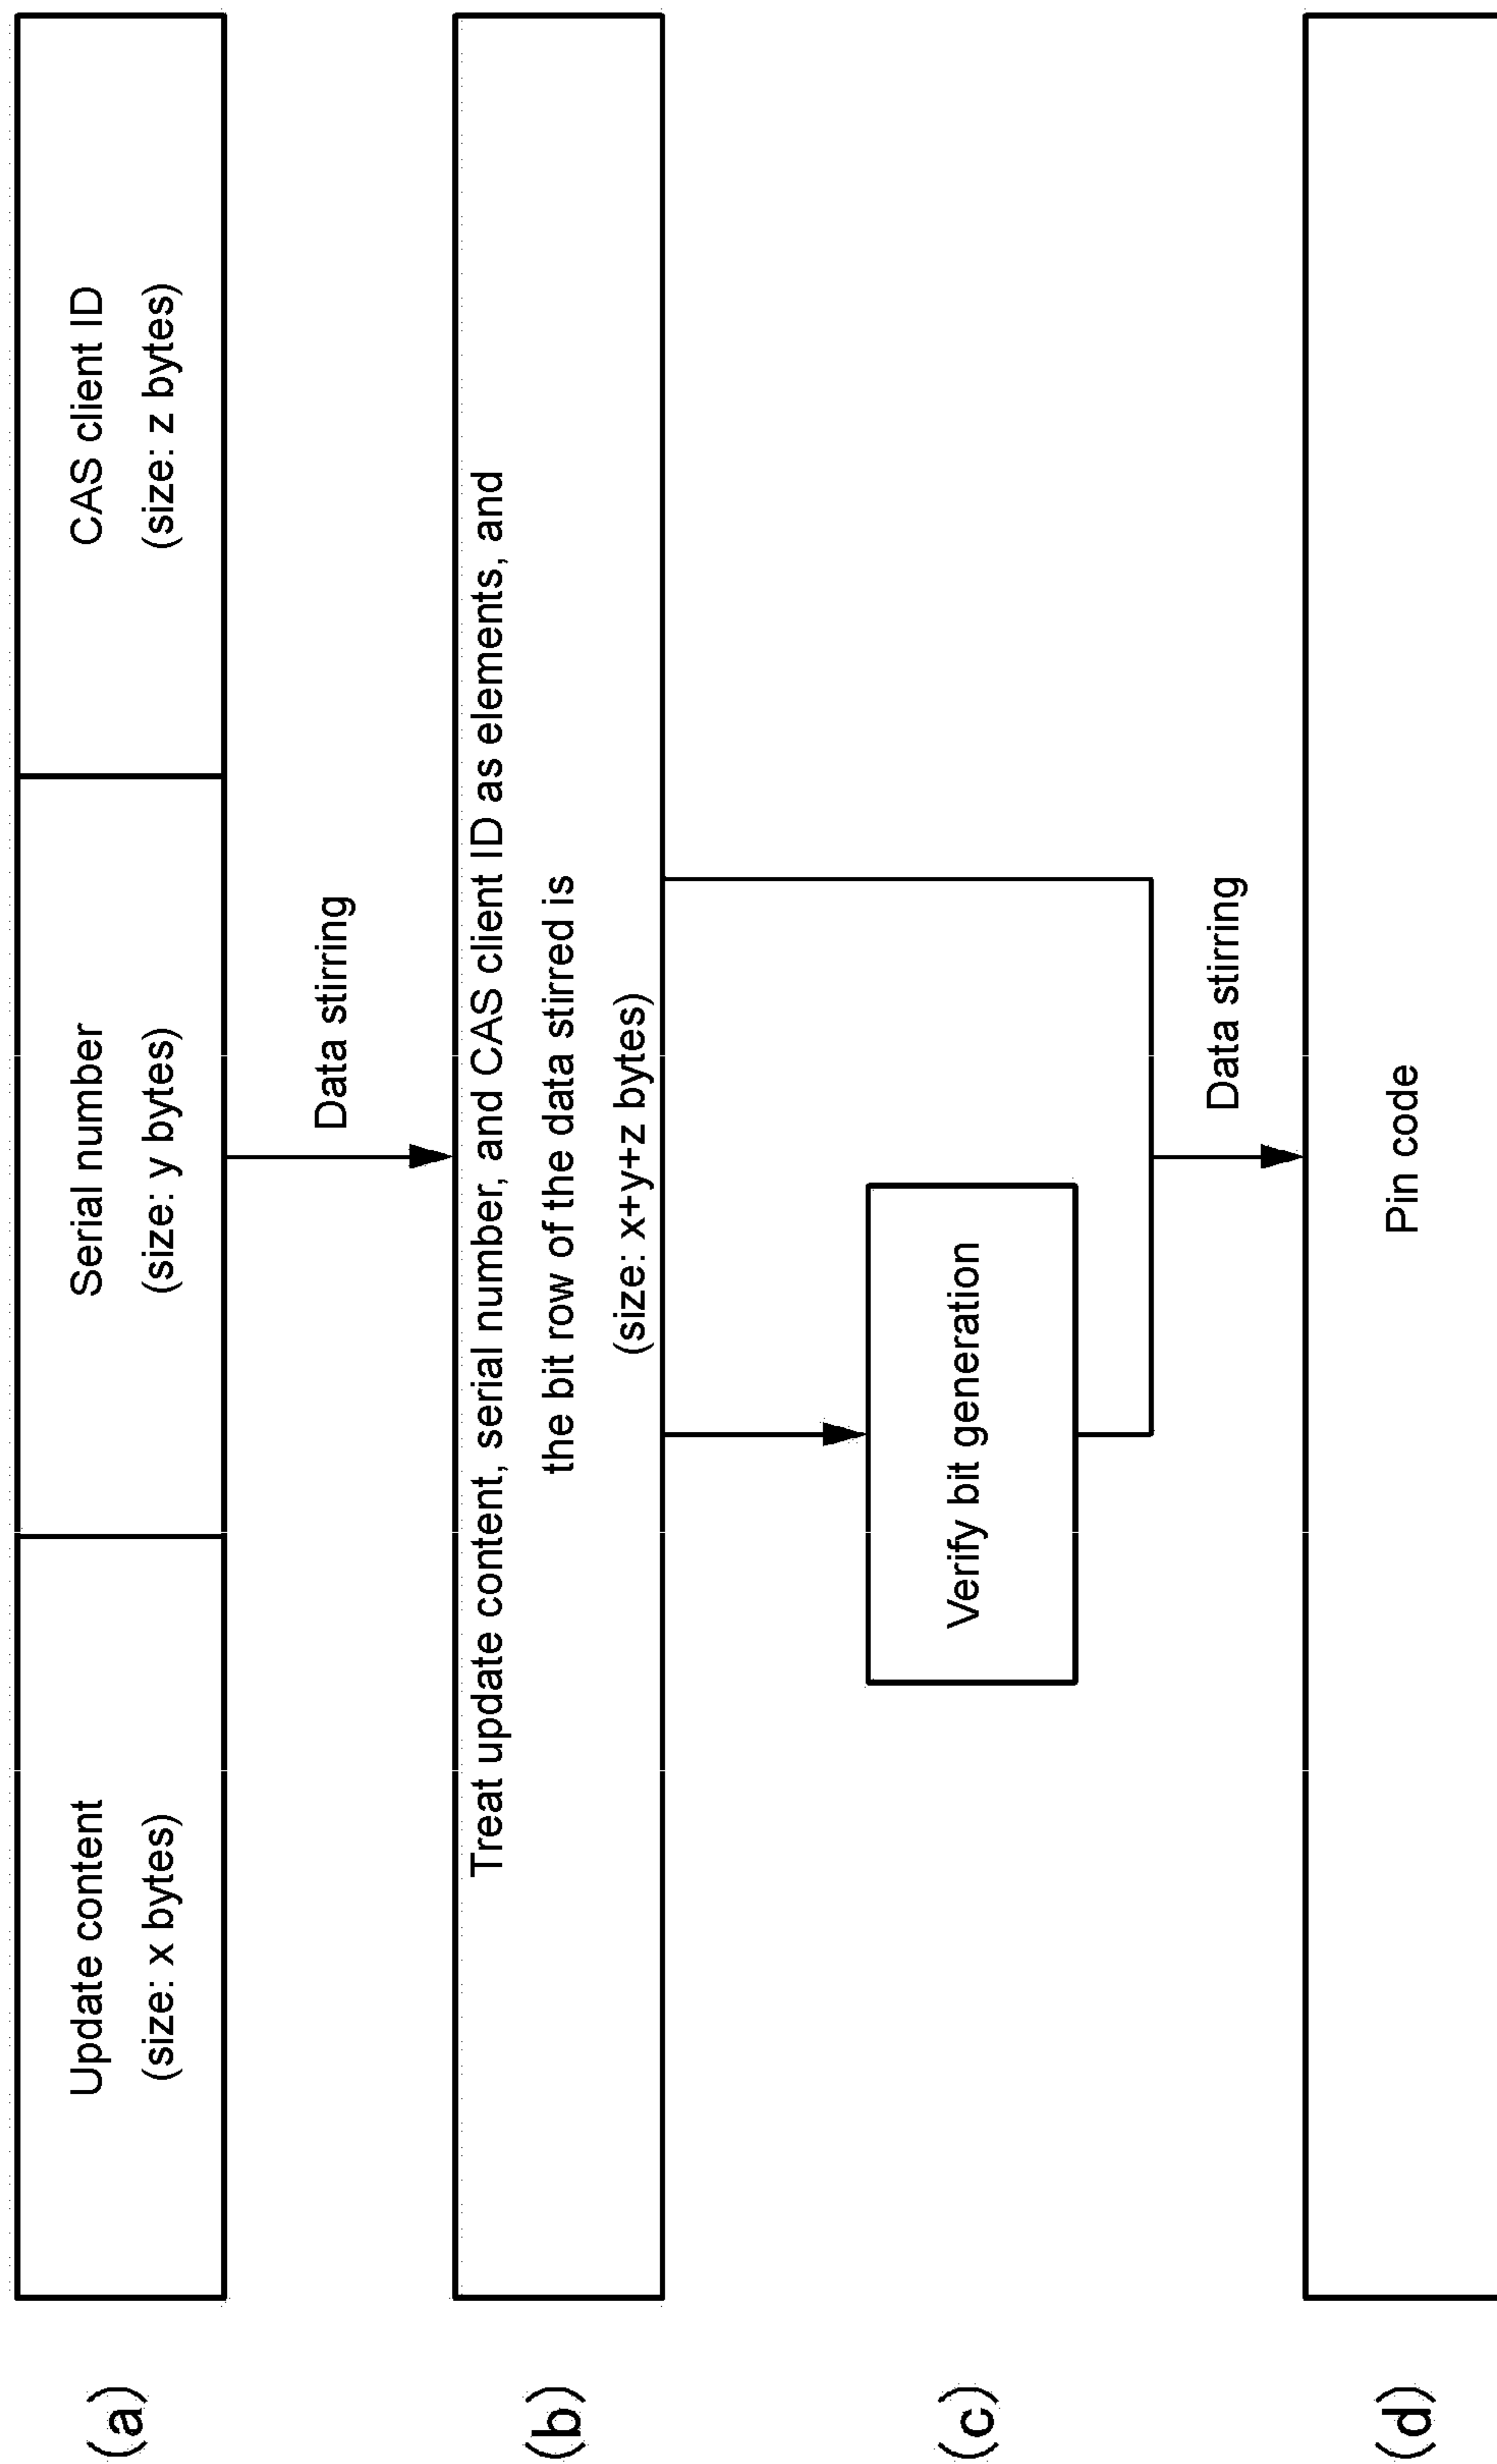 (a)
Update content
(size: x bytes)
Serial number
(size: y bytes)
CAS client ID
(size: z bytes)
Data stirring
(b)
Treat update content, serial number, and CAS client ID as elements, and
the bit row of the data stirred is
(size: x+y+z bytes)
(c)
Verify bit generation
Data stirring
(d)
Pin code